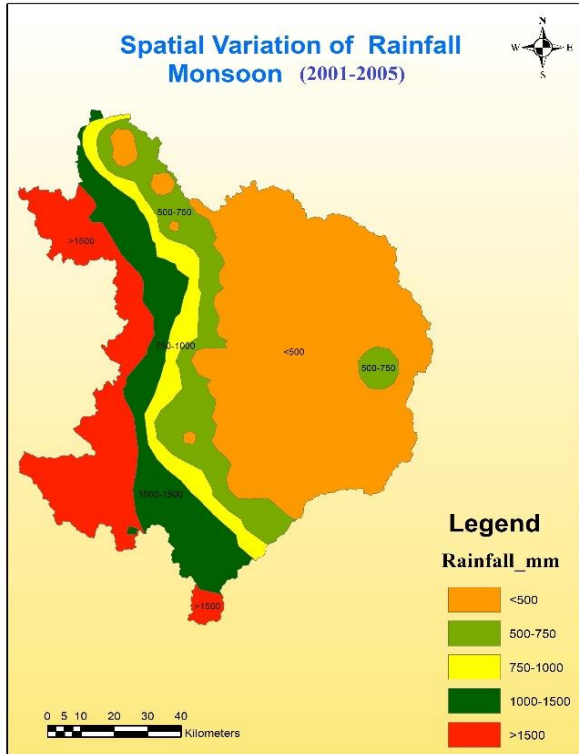 Spatial Variation of Rainfall
Monsoon (2001-2005)
N
W E
S
500-750
>1500
750-1000
<500
500-750
1000-1500
>1500
Legend
Rainfall_mm
<500
500-750
750-1000
1000-1500
>1500
0 5 10 20 30 40
Kilometers